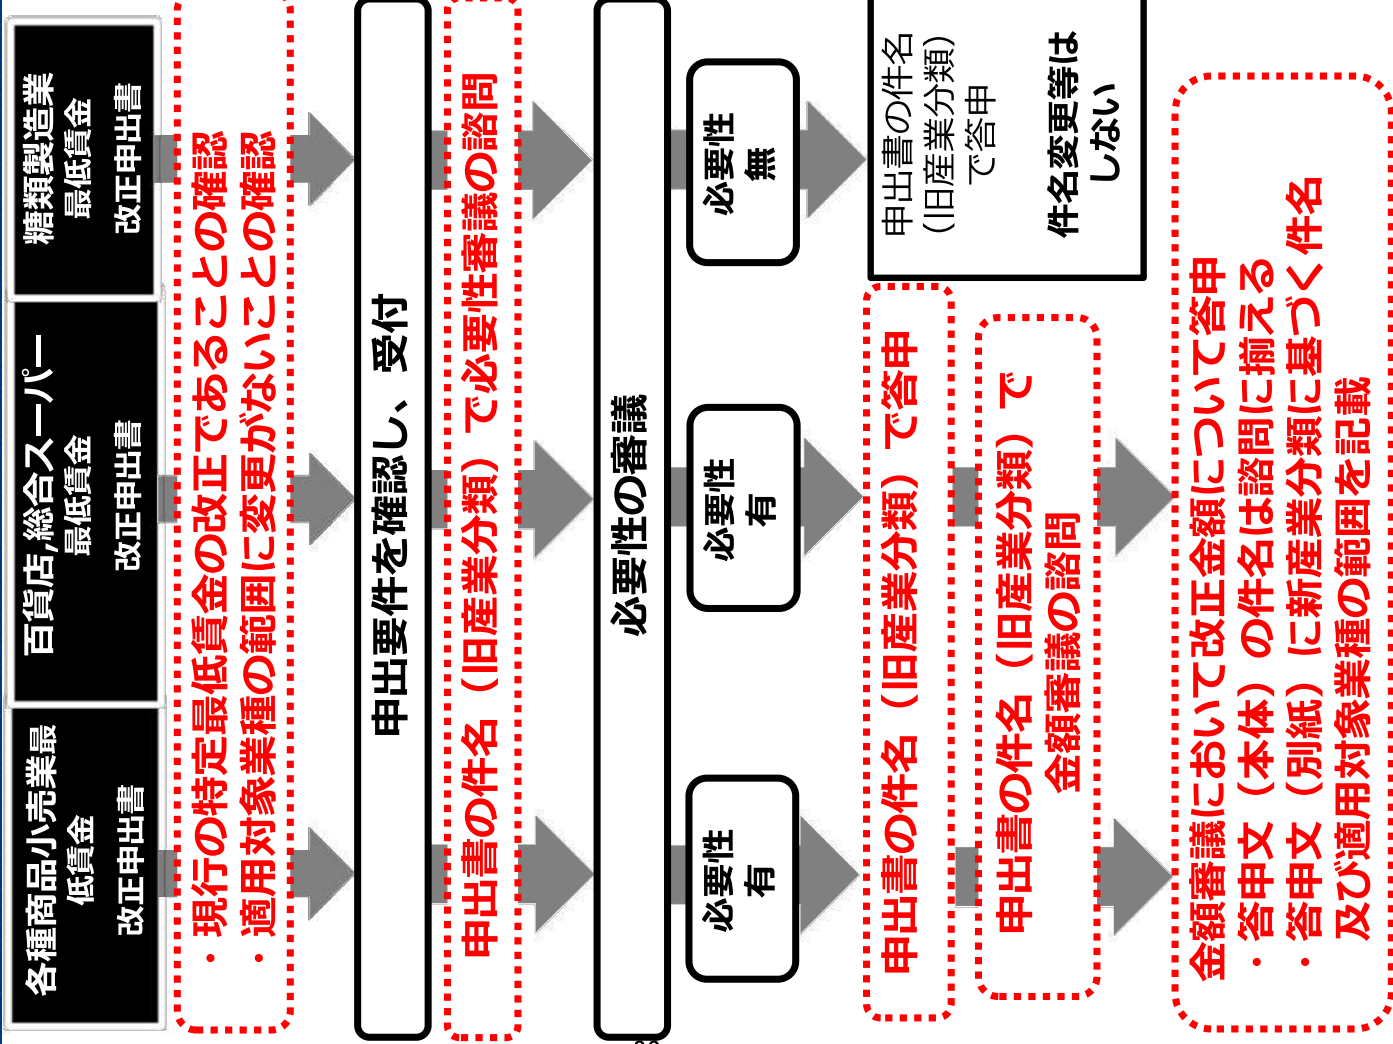 各種商品小売業最
低賃金
改正申出書
百貨店,総合スーパー
最低賃金
改正申出書
糖類製造業
最低賃金
改正申出書
・現行の特定最低賃金の改正であることの確認
・適用対象業種の範囲に変更がないことの確認
申出要件を確認し、受付
申出書の件名（旧産業分類）で必要性審議の諮問
必要性の審議
必要性
有
必要性
有
必要性
無
申出書の件名（旧産業分類）で答申
申出書の件名
（旧産業分類）
で答申
件名変更等は
しない
申出書の件名（旧産業分類）で
金額審議の諮問
金額審議において改正金額について答申
・答申文（本体）の件名は諮問に揃える
・答申文（別紙）に新産業分類に基づく件名
及び適用対象業種の範囲を記載